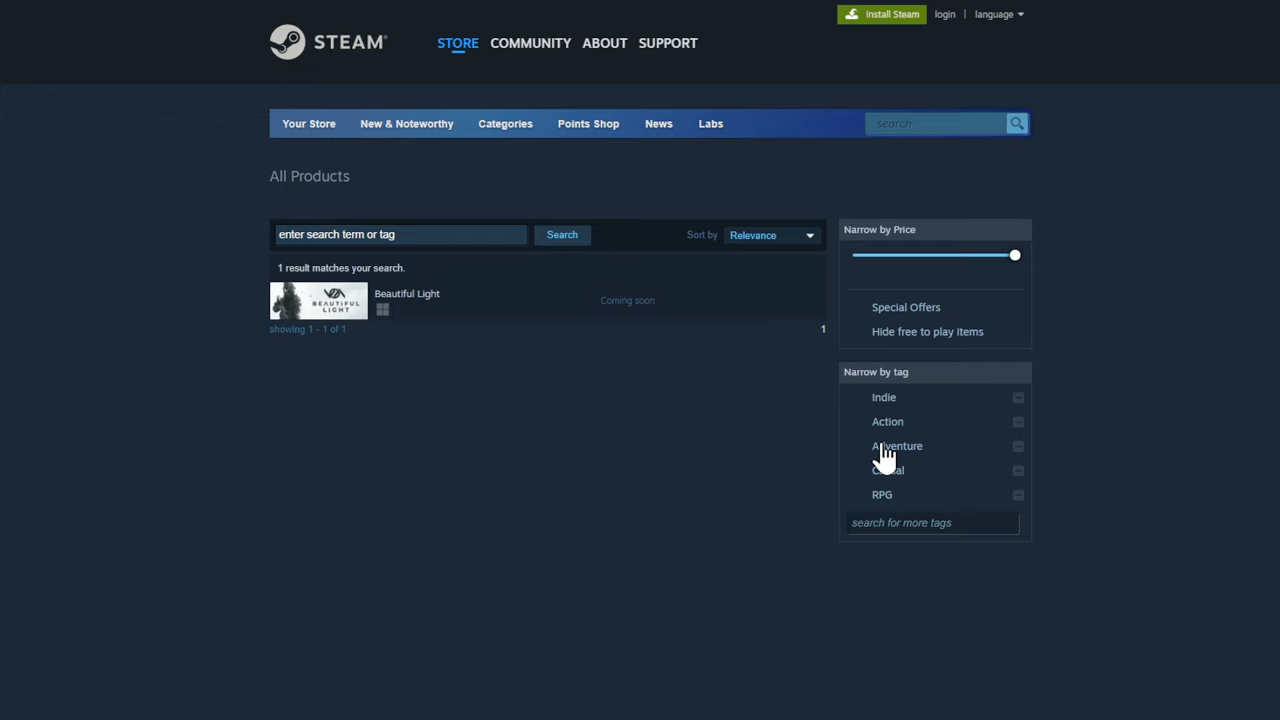 Install Steam login | language
STEAM®
STORE COMMUNITY ABOUT SUPPORT
Your Store New & Noteworthy Categories Points Shop News Labs search
All Products
enter search term or tag Search Sort by Relevance
1 result matches your search.
BEAUTIFUL LIGHT
Beautiful Light
Coming soon
showing 1 - 1 of 1 1
Narrow by Price
Special Offers
Hide free to play items
Narrow by tag
Indie
Action
Adventure
RPG
search for more tags